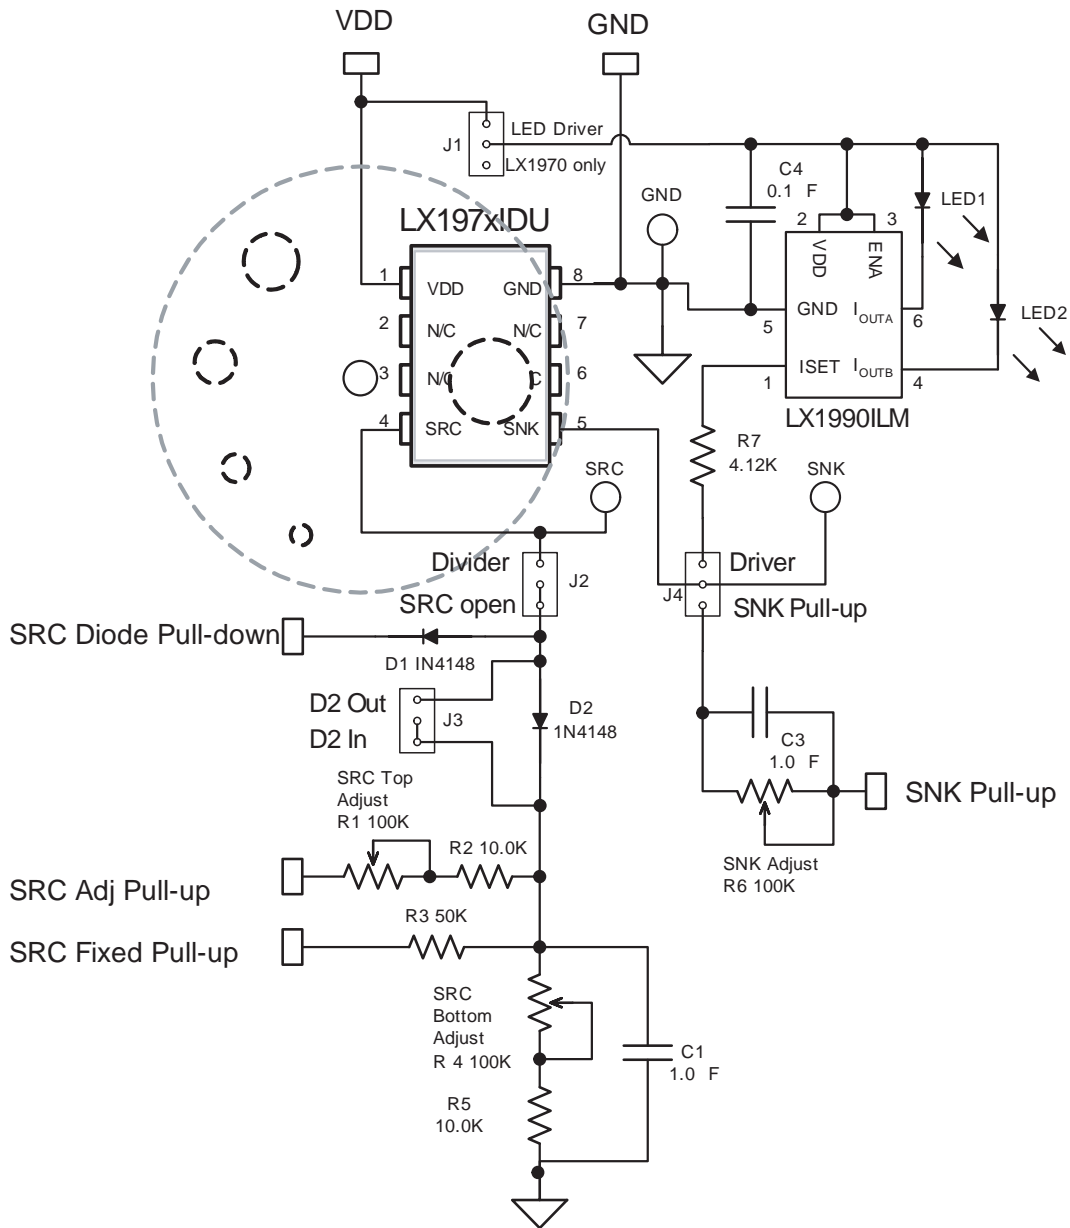 VDD
GND
J1
LED Driver
LX1970 only
C4
0.1 F
LED1
LED2
GND
LX197xIDU
1
VDD
GND
8
2
N/C
N/C
7
3
N/C
C
6
4
SRC
SNK
5
2
3
VDD
ENA
5
GND
IOUTA
6
1
ISET
IOUTB
4
LX1990ILM
R7
4.12K
SRC
SNK
Divider
J2
SRC open
Driver
J4
SNK Pull-up
SRC Diode Pull-down
D1 IN4148
D2 Out
J3
D2 In
D2
1N4148
C3
1.0 F
SNK Pull-up
SRC Top
Adjust
R1 100K
R2 10.0K
SNK Adjust
R6 100K
SRC Adj Pull-up
R3 50K
SRC Fixed Pull-up
SRC
Bottom
Adjust
R 4 100K
C1
1.0 F
R5
10.0K